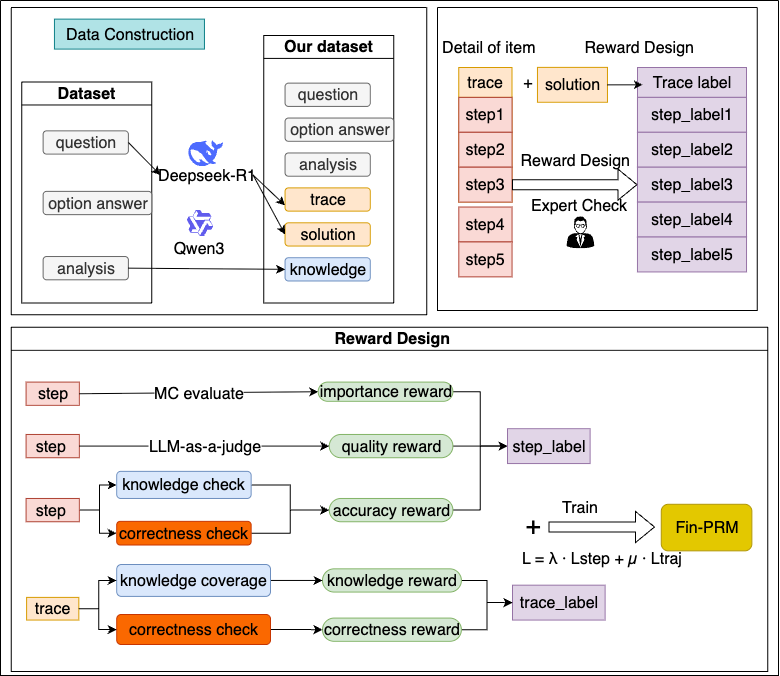 Data Construction
Dataset
question
option answer
analysis
Deepseek-R1
Qwen3
Our dataset
question
option answer
analysis
trace
solution
knowledge
Detail of item
Reward Design
trace
+
solution
Trace label
step1
step_label1
step2
step_label2
Reward Design
step3
step_label3
Expert Check
step4
step_label4
step5
step_label5
Reward Design
step
MC evaluate
importance reward
step
LLM-as-a-judge
quality reward
step_label
step
knowledge check
correctness check
accuracy reward
trace
knowledge coverage
knowledge reward
correctness check
correctness reward
trace_label
+
Train
Fin-PRM
L = λ · Lstep + μ · Ltraj